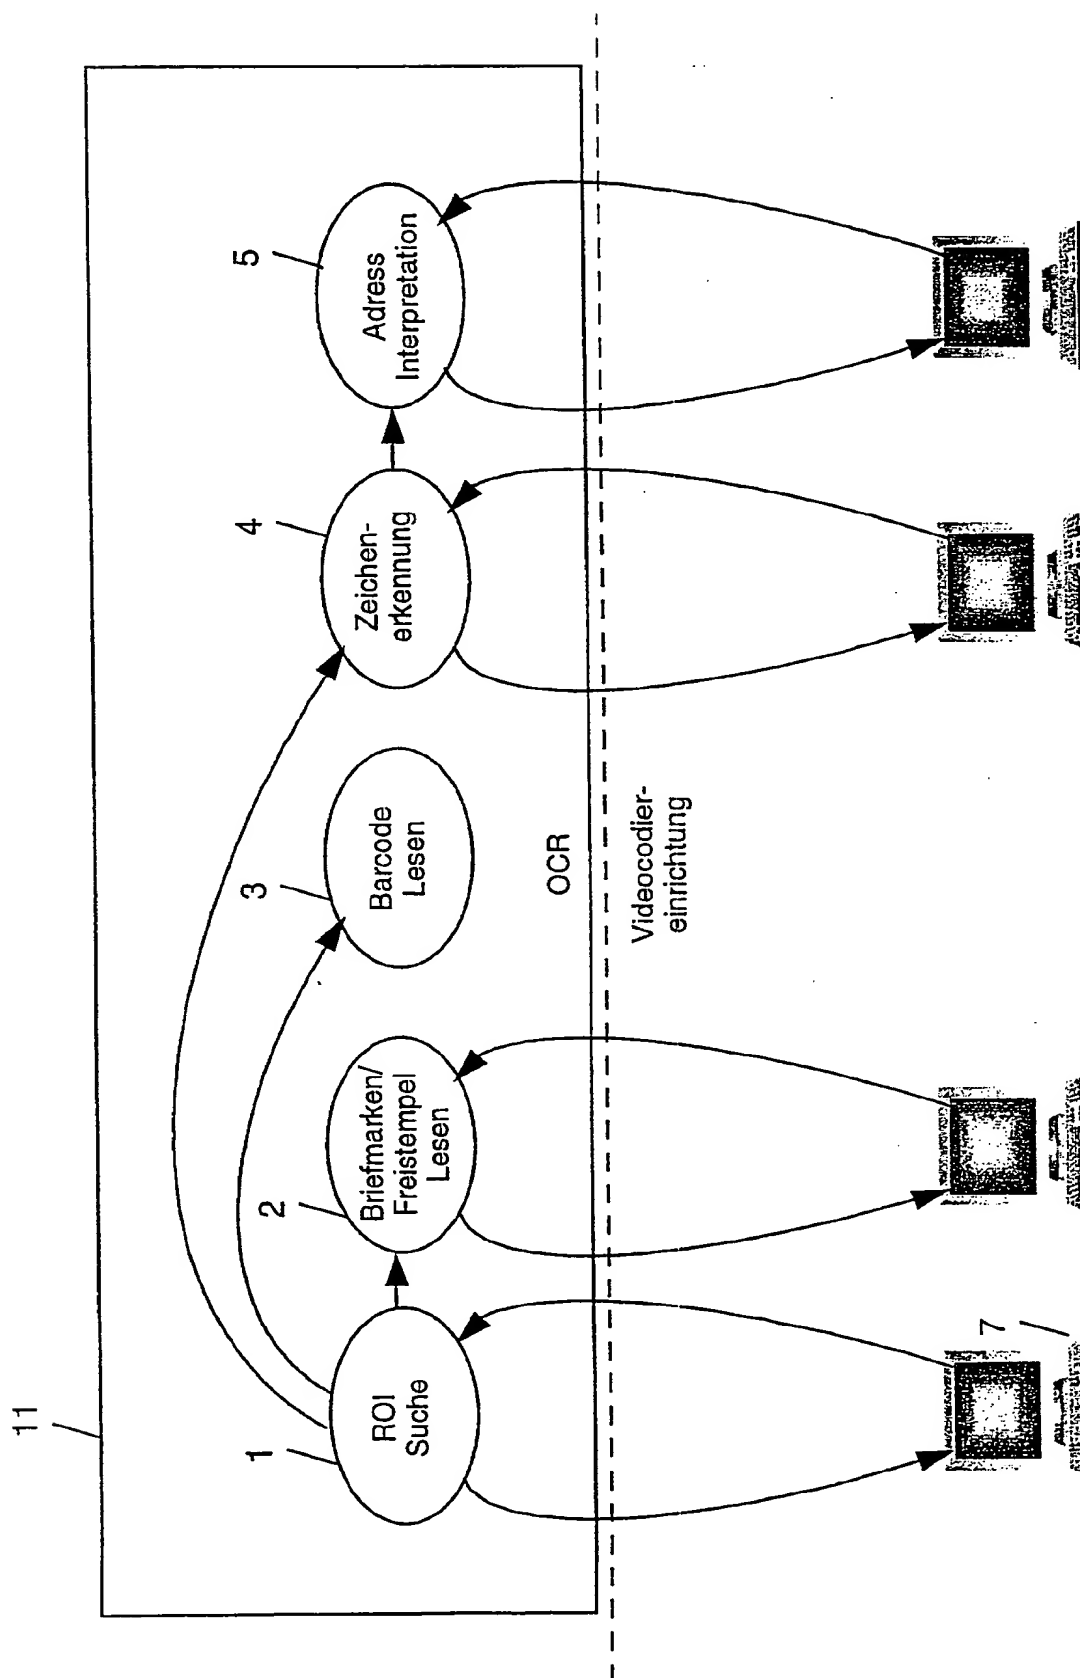 11
1
ROI
Suche
2
Briefmarken/
Freistempel
Lesen
3
Barcode
Lesen
4
Zeichen-
erkennung
5
Adress
Interpretation
OCR
Videocodier-
einrichtung
7